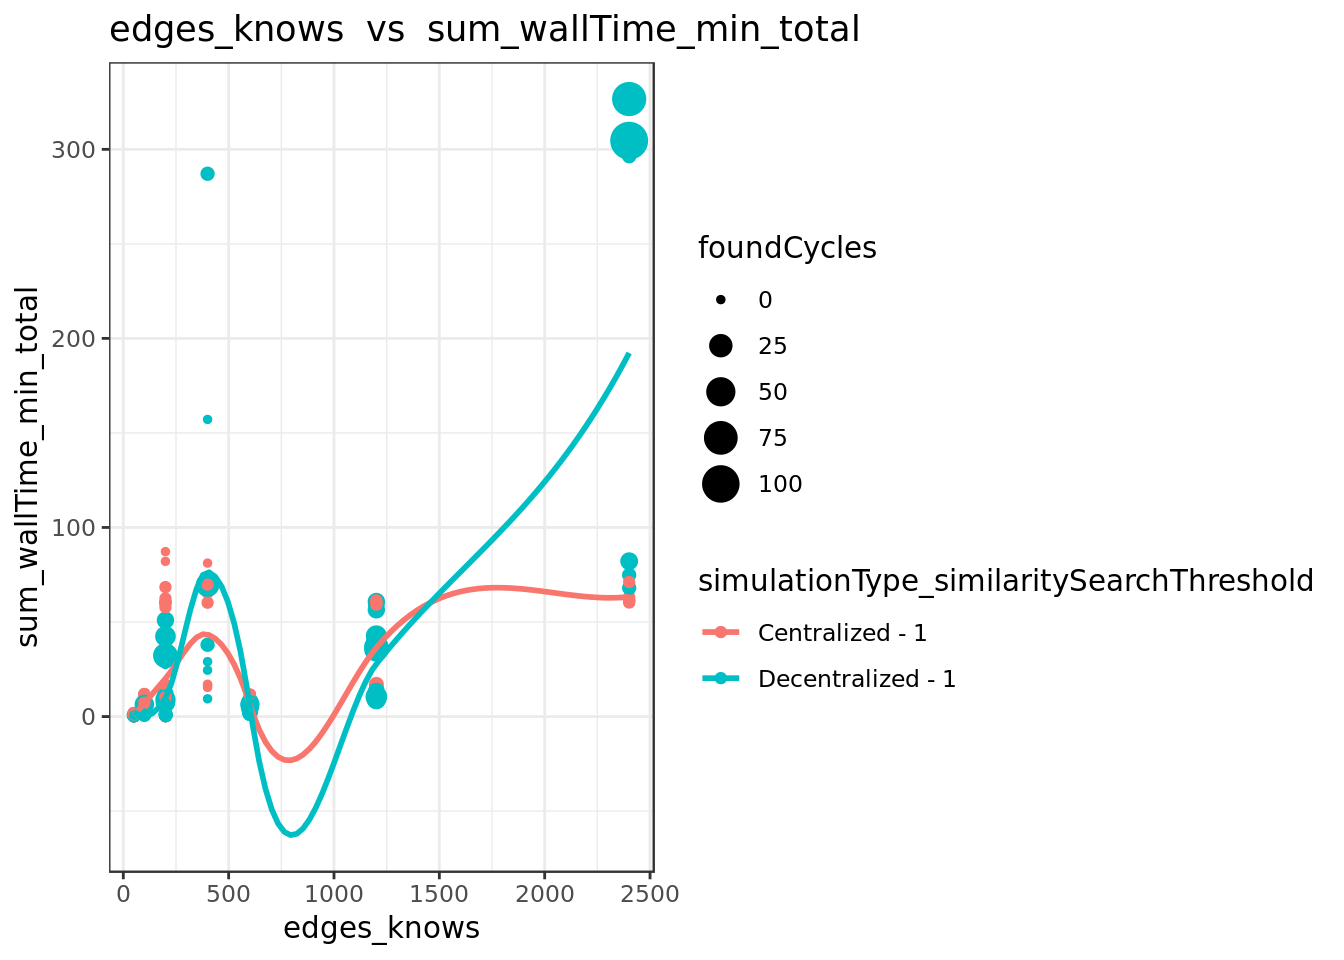 edges_knows  vs  sum_wallTime_min_total
300
200
100
0
sum_wallTime_min_total
0 500 1000 1500 2000 2500
edges_knows
foundCycles
0
25
50
75
100
simulationType_similaritySearchThreshold
Centralized - 1
Decentralized - 1